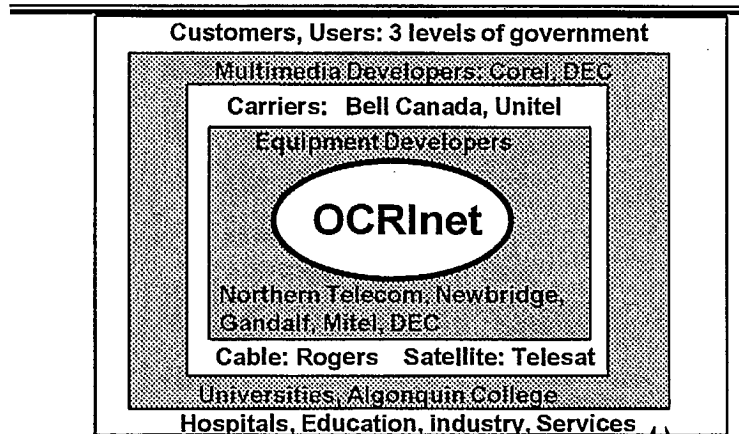 Customers, Users: 3 levels of government
Multimedia Developers: Corel, DEC
Carriers: Bell Canada, Unitel
Equipment Developers
OCRInet
Northern Telecom, Newbridge,
Gandalf, Mitel, DEC
Cable: Rogers Satellite: Telesat
Universities, Algonquin College
Hospitals, Education, industry, Services